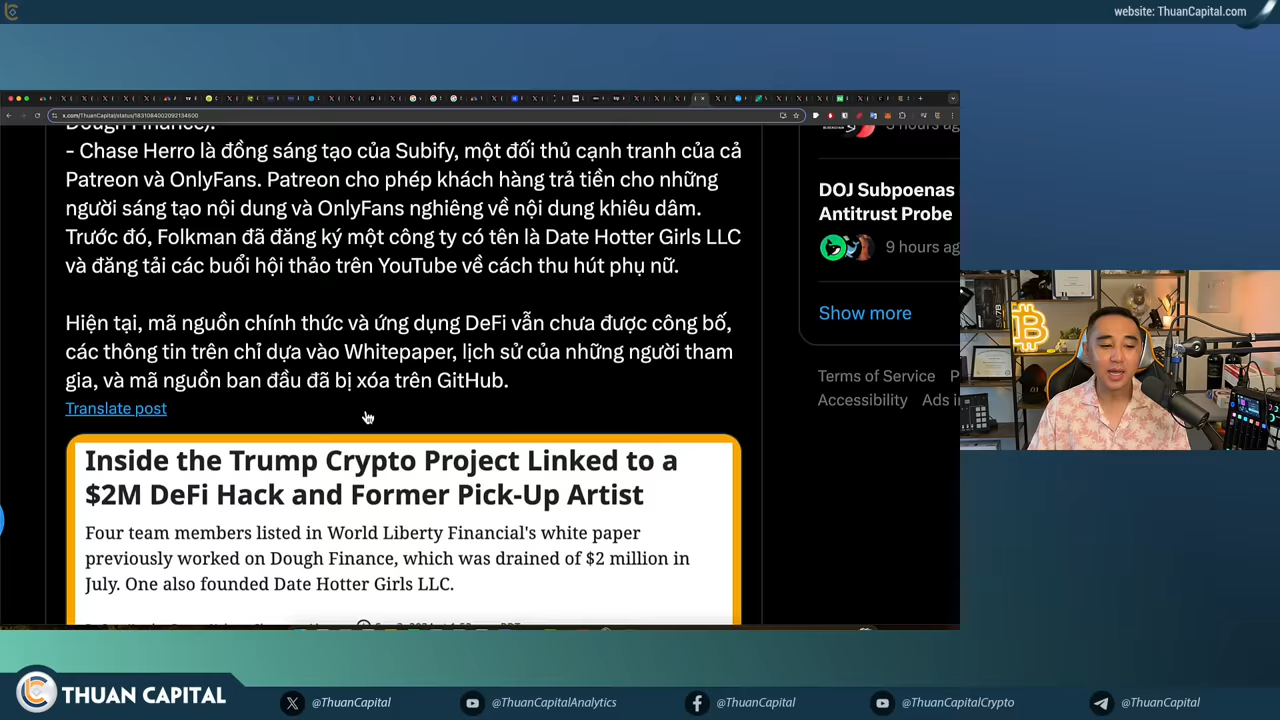 website: ThuanCapital.com
x.com/ThuanCapital/status/1831084002092134600
Dough Finance).
- Chase Herro là đồng sáng tạo của Subify, một đối thủ cạnh tranh của cả
Patreon và OnlyFans. Patreon cho phép khách hàng trả tiền cho những
người sáng tạo nội dung và OnlyFans nghiêng về nội dung khiêu dâm.
Trước đó, Folkman đã đăng ký một công ty có tên là Date Hotter Girls LLC
và đăng tải các buổi hội thảo trên YouTube về cách thu hút phụ nữ.
Hiện tại, mã nguồn chính thức và ứng dụng DeFi vẫn chưa được công bố,
các thông tin trên chỉ dựa vào Whitepaper, lịch sử của những người tham
gia, và mã nguồn ban đầu đã bị xóa trên GitHub.
Translate post
Inside the Trump Crypto Project Linked to a
$2M DeFi Hack and Former Pick-Up Artist
Four team members listed in World Liberty Financial's white paper
previously worked on Dough Finance, which was drained of $2 million in
July. One also founded Date Hotter Girls LLC.
hours ago
DOJ Subpoenas
Antitrust Probe
9 hours ag
Show more
Terms of Service P
Accessibility Ads in
THUAN CAPITAL
@ThuanCapital
@ThuanCapitalAnalytics
@ThuanCapital
@ThuanCapitalCrypto
@ThuanCapital